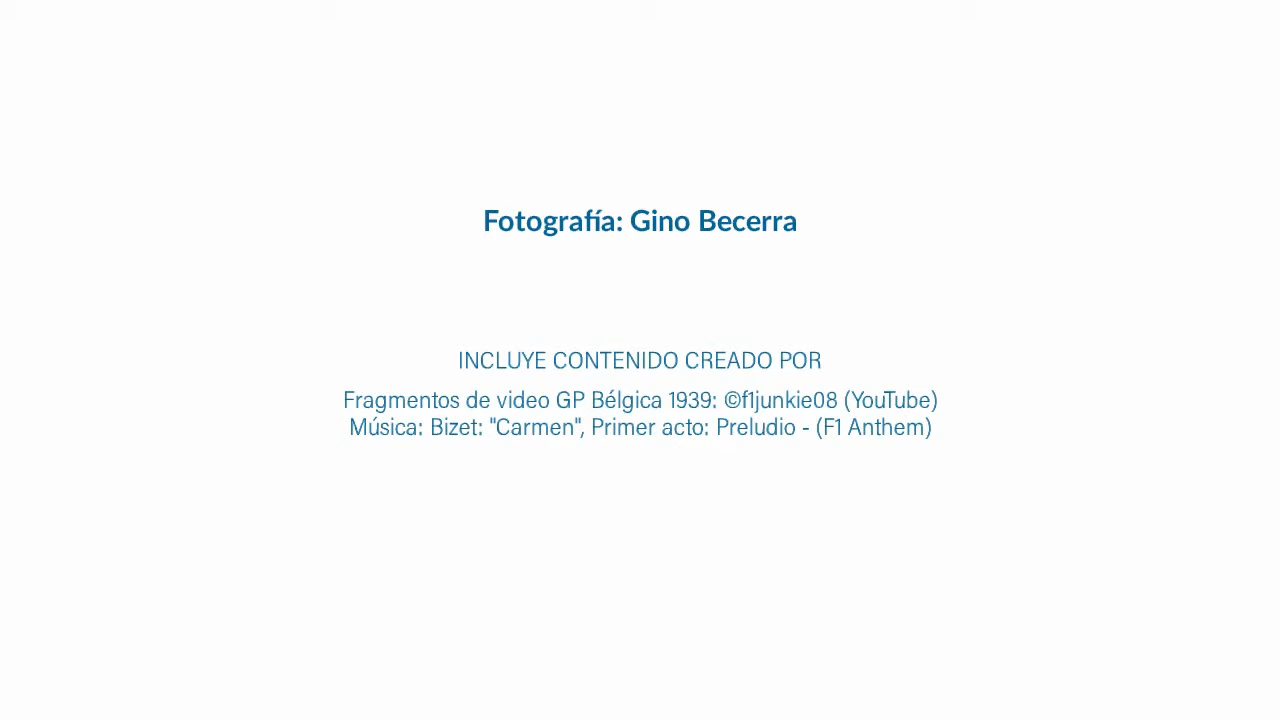 Fotografía: Gino Becerra
INCLUYE CONTENIDO CREADO POR
Fragmentos de video GP Bélgica 1939: ©f1junkie08 (YouTube)
Música: Bizet: "Carmen", Primer acto: Preludio - (F1 Anthem)